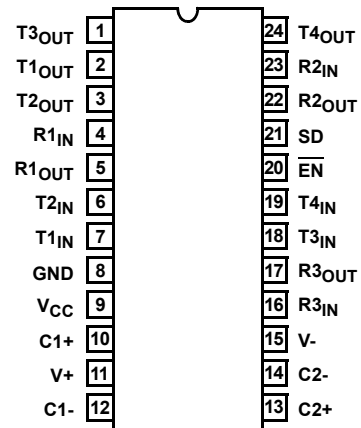 T3OUT 1 24 T4OUT
T1OUT 2 23 R2IN
T2OUT 3 22 R2OUT
R1IN 4 21 SD
R1OUT 5 20 EN
T2IN 6 19 T4IN
T1IN 7 18 T3IN
GND 8 17 R3OUT
VCC 9 16 R3IN
C1+ 10 15 V-
V+ 11 14 C2-
C1- 12 13 C2+